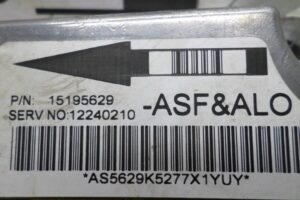 P/N: 15195629
SERV NO:12240210
-ASF&ALO
*AS5629K5277X1YUY*